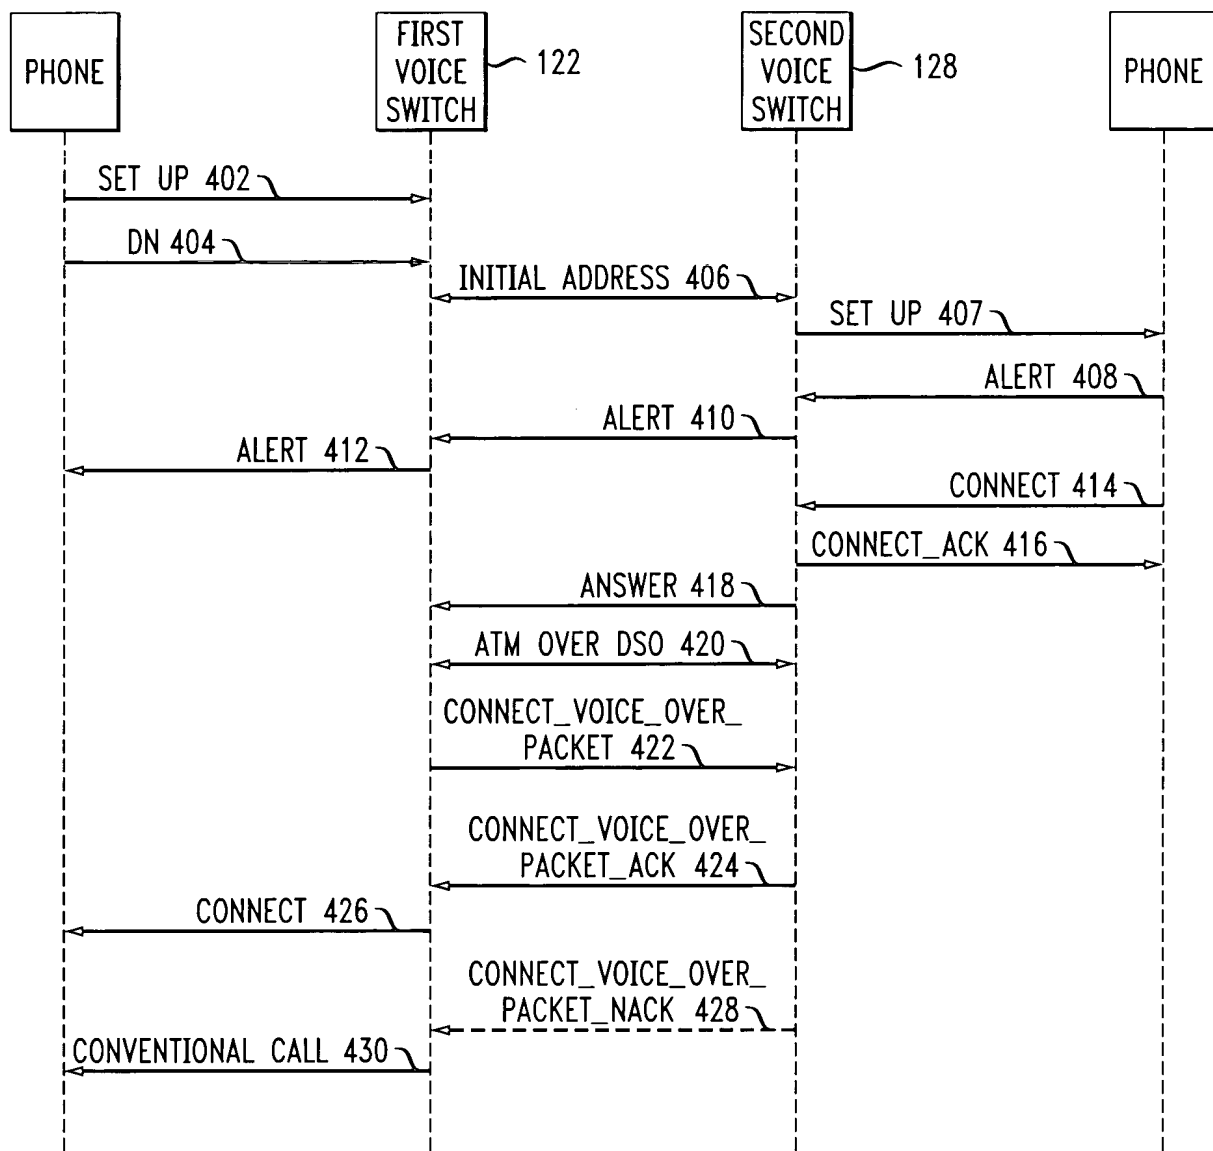 PHONE
FIRST
VOICE
SWITCH
122
SECOND
VOICE
SWITCH
128
PHONE
SET UP 402
DN 404
INITIAL ADDRESS 406
SET UP 407
ALERT 408
ALERT 410
ALERT 412
CONNECT 414
CONNECT_ACK 416
ANSWER 418
ATM OVER DSO 420
CONNECT_VOICE_OVER_
PACKET 422
CONNECT_VOICE_OVER_
PACKET_ACK 424
CONNECT 426
CONNECT_VOICE_OVER_
PACKET_NACK 428
CONVENTIONAL CALL 430